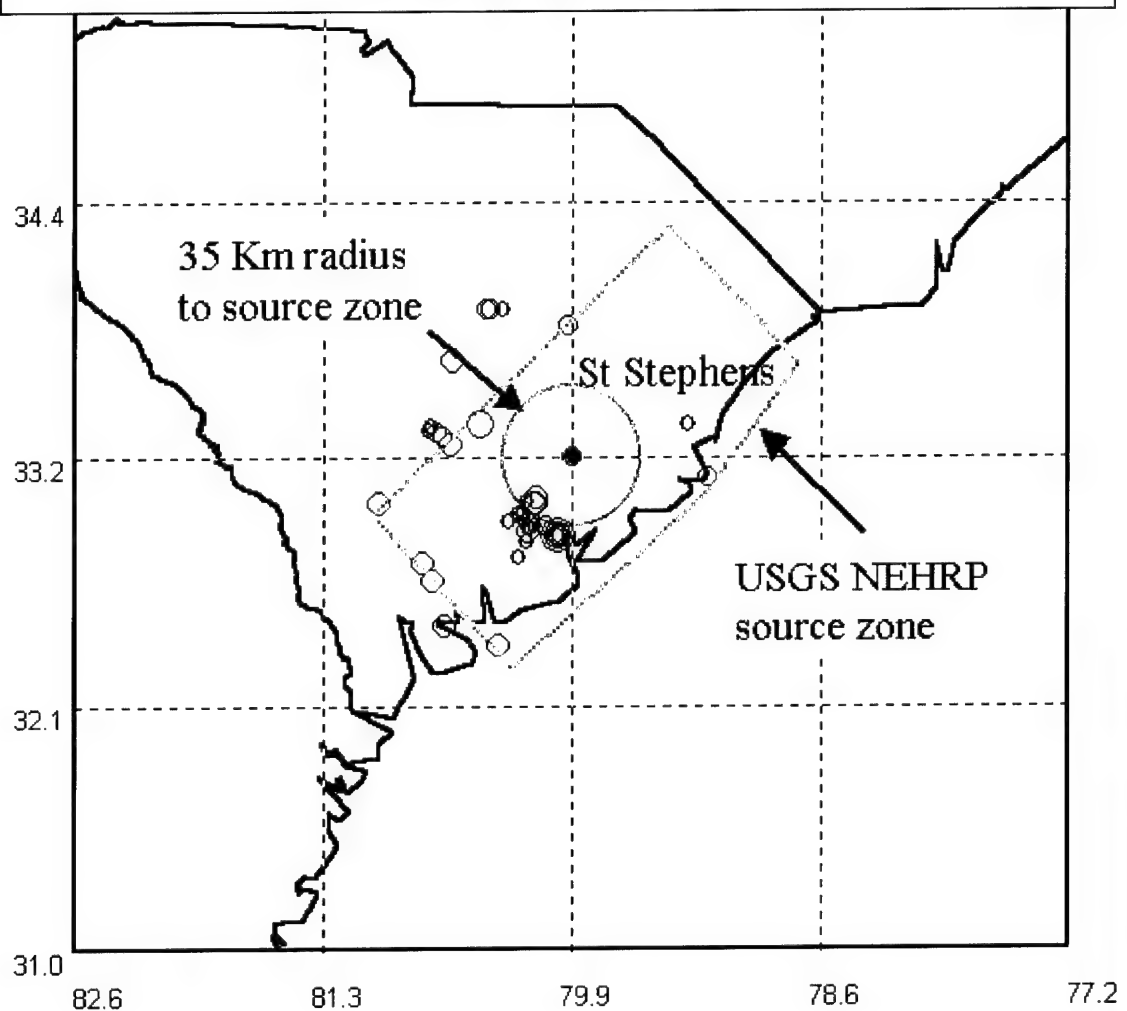 34.4
35 Km radius
to source zone
St Stephens
33.2
USGS NEHRP
source zone
32.1
31.0
82.6 81.3 79.9 78.6 77.2